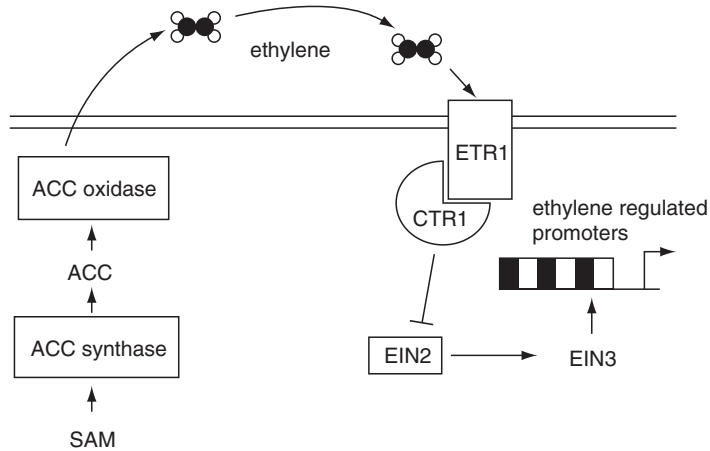 ethylene
ETR1
ACC oxidase
CTR1
ethylene regulated
promoters
ACC
ACC synthase
EIN2
EIN3
SAM